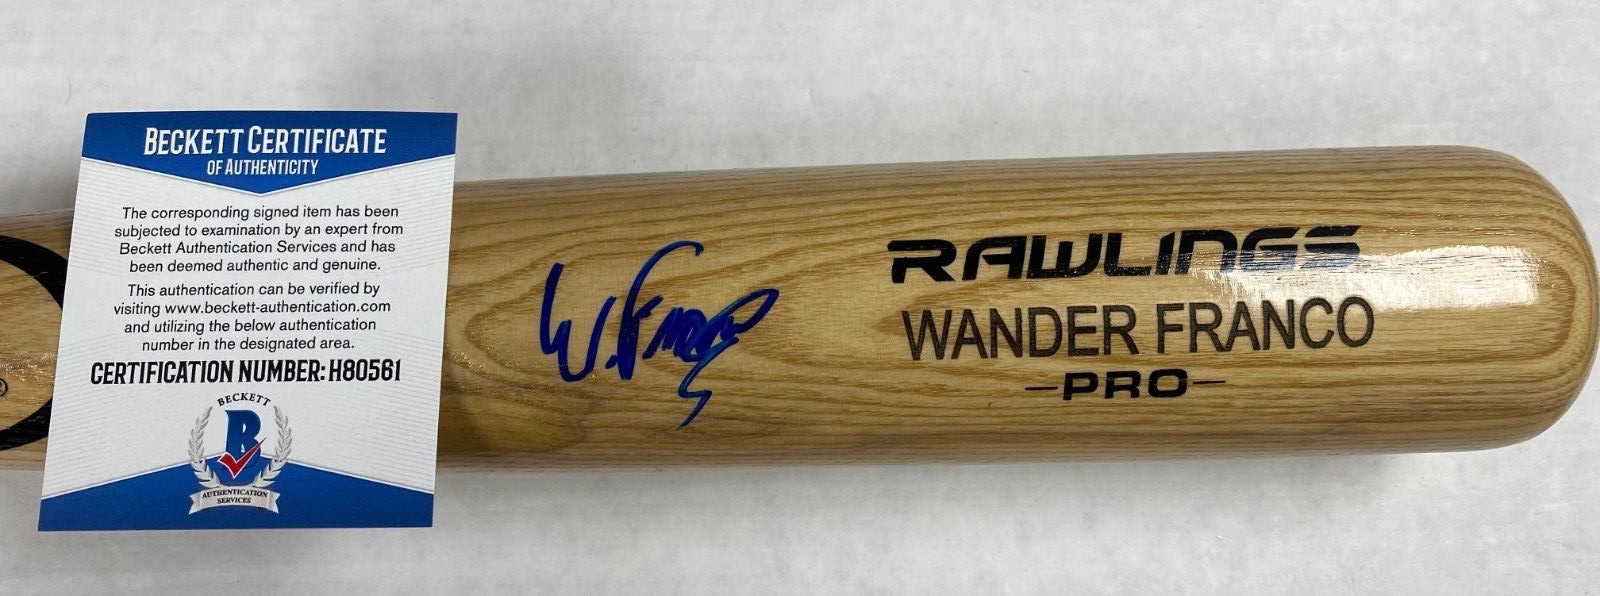 BECKETT CERTIFICATE
OF AUTHENTICITY
The corresponding signed item has been
subjected to examination by an expert from
Beckett Authentication Services and has
been deemed authentic and genuine.
This authentication can be verified by
visiting www.beckett-authentication.com
and utilizing the below authentication
number in the designated area.
CERTIFICATION NUMBER: H80561
BECKETT
B
AUTHENTICATION
SERVICES
®
W. Franco
RAWLINGS
WANDER FRANCO
-PRO-